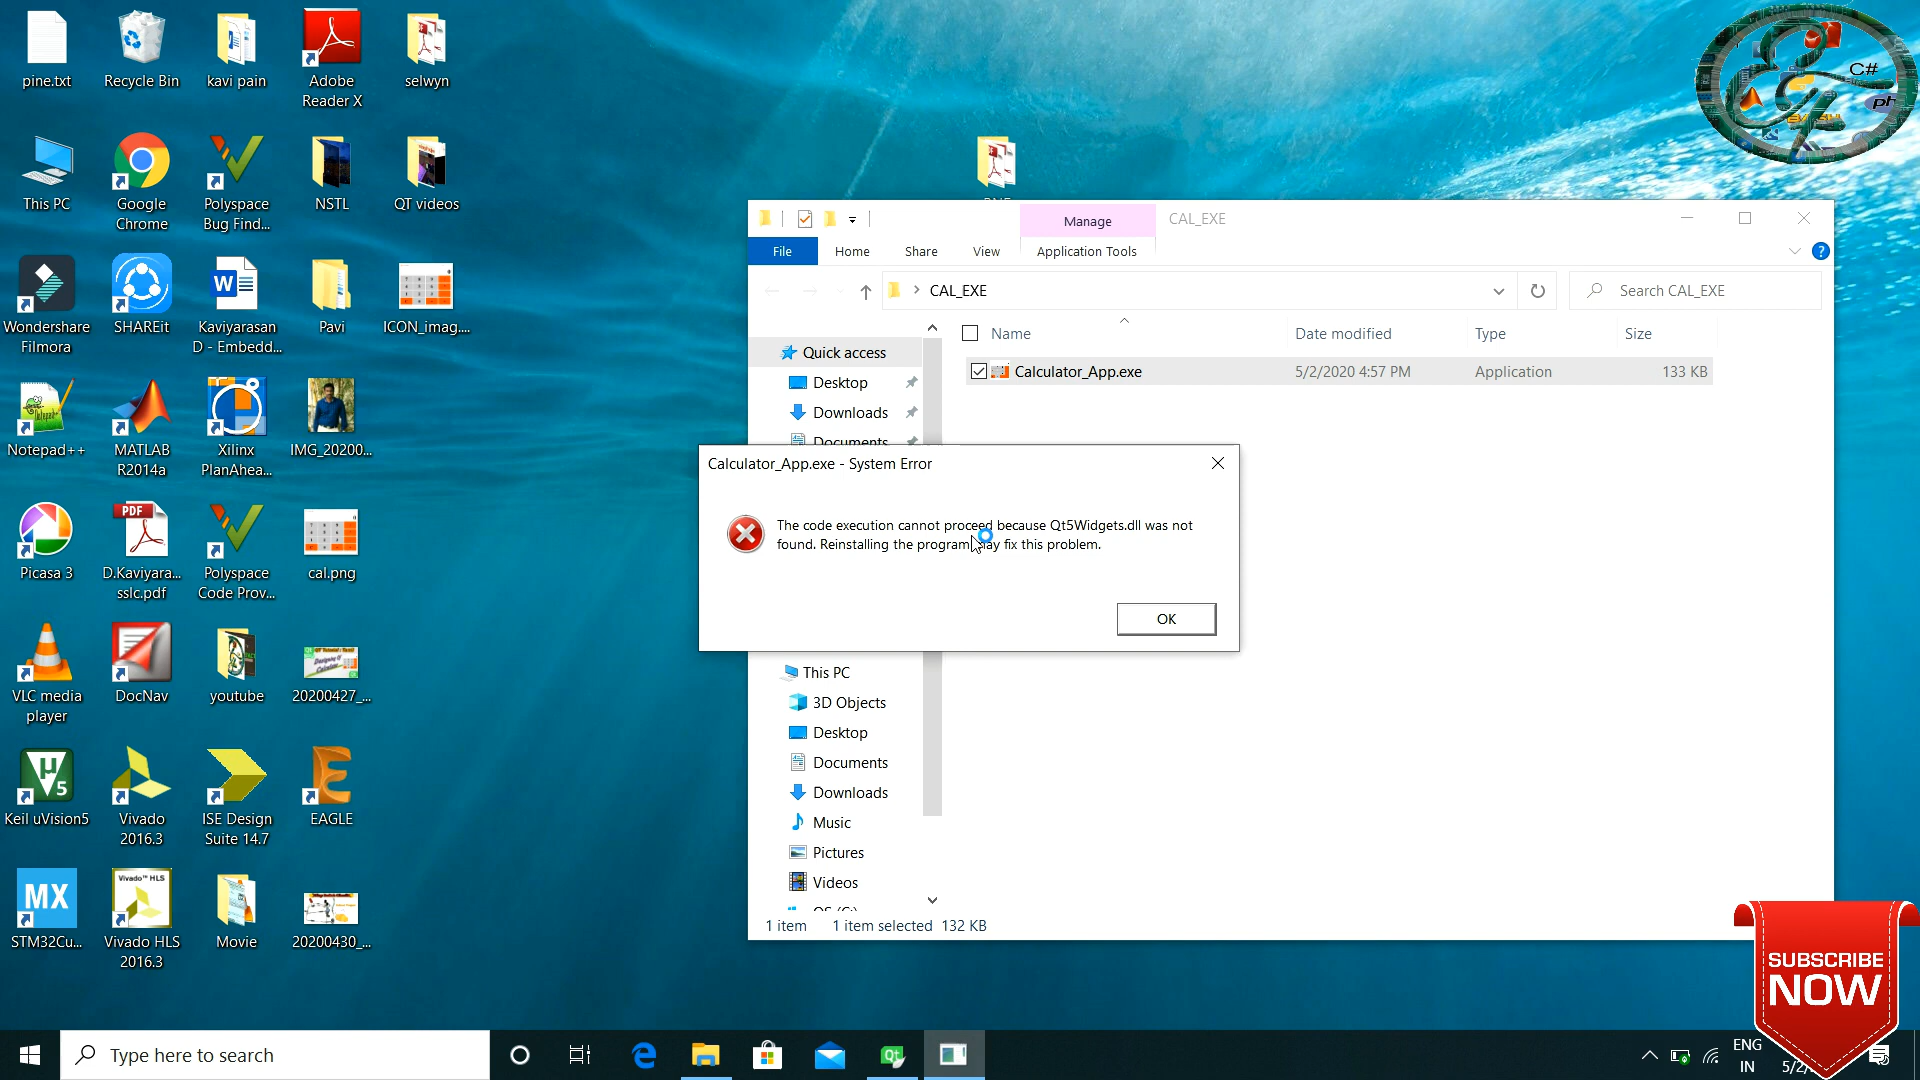 pine.txt
Recycle Bin
kavi pain
Adobe
Reader X
selwyn
This PC
Google
Chrome
Polyspace
Bug Find...
NSTL
QT videos
Wondershare
Filmora
SHAREit
Kaviyarasan
D - Embedd...
Pavi
ICON_imag....
Notepad++
MATLAB
R2014a
Xilinx
PlanAhea...
IMG_20200...
Picasa 3
PDF
D.Kaviyara...
sslc.pdf
Polyspace
Code Prov...
cal.png
VLC media
player
DocNav
youtube
20200427_...
Keil uVision5
Vivado
2016.3
ISE Design
Suite 14.7
EAGLE
MX
STM32Cu...
Vivado™ HLS
Vivado HLS
2016.3
Movie
20200430_...
C#
Manage
CAL_EXE
File
Home
Share
View
Application Tools
CAL_EXE
Search CAL_EXE
Name
Date modified
Type
Size
Quick access
Calculator_App.exe
5/2/2020 4:57 PM
Application
133 KB
Desktop
Downloads
Documents
Calculator_App.exe - System Error
The code execution cannot proceed because Qt5Widgets.dll was not
found. Reinstalling the program may fix this problem.
OK
This PC
3D Objects
Desktop
Documents
Downloads
Music
Pictures
Videos
1 item
1 item selected 132 KB
SUBSCRIBE
NOW
Type here to search
ENG
IN
5/2/